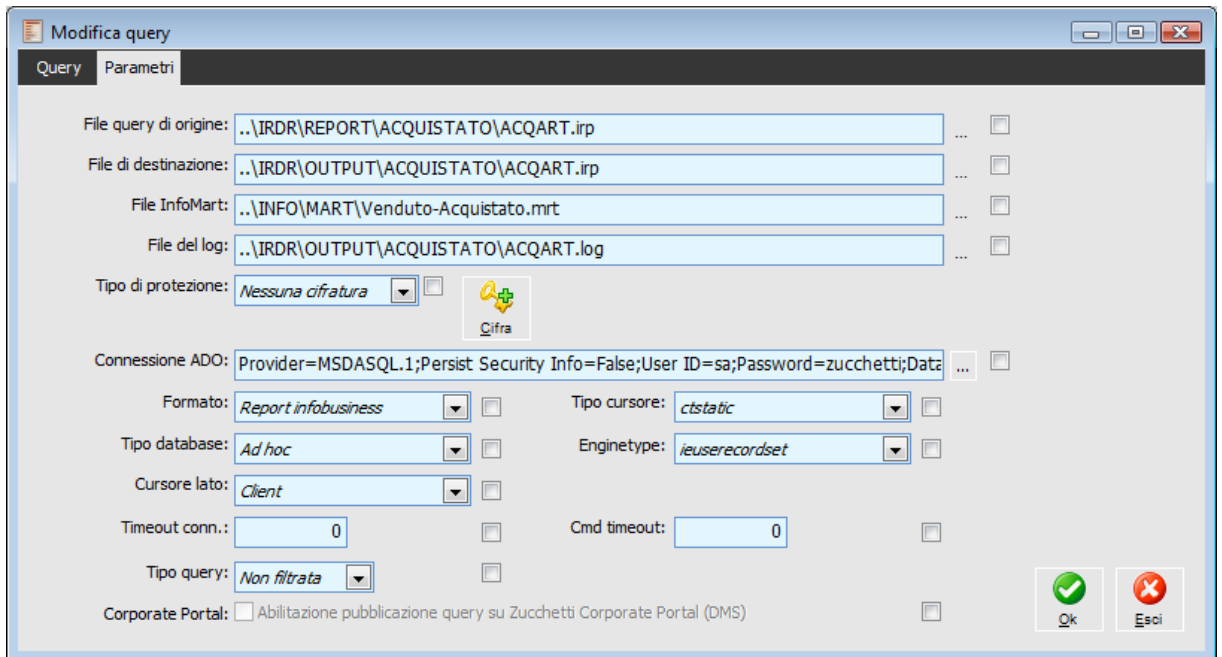 Modifica query
Query Parametri
File query di origine: ..\IRDR\REPORT\ACQUISTATO\ACQART.irp ...
File di destinazione: ..\IRDR\OUTPUT\ACQUISTATO\ACQART.irp ...
File InfoMart: ..\INFO\MART\Venduto-Acquistato.mrt ...
File del log: ..\IRDR\OUTPUT\ACQUISTATO\ACQART.log ...
Tipo di protezione: Nessuna cifratura
Cifra
Connessione ADO: Provider=MSDASQL.1;Persist Security Info=False;User ID=sa;Password=zucchetti;Data ...
Formato: Report infobusiness Tipo cursore: ctstatic
Tipo database: Ad hoc Enginetype: ieuserecordset
Cursore lato: Client
Timeout conn.: 0 Cmd timeout: 0
Tipo query: Non filtrata
Corporate Portal: Abilitazione pubblicazione query su Zucchetti Corporate Portal (DMS)
Ok Esci